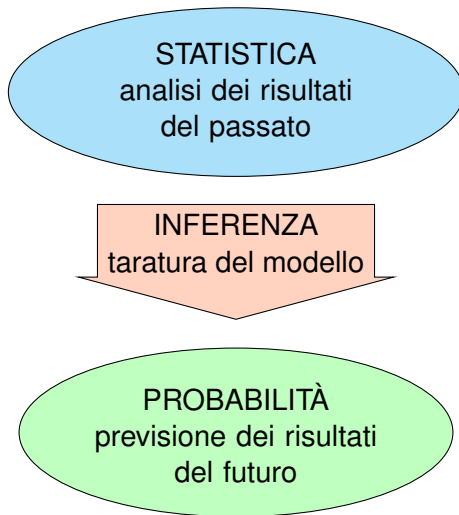 STATISTICA
analisi dei risultati
del passato
INFERENZA
taratura del modello
PROBABILITÀ
previsione dei risultati
del futuro